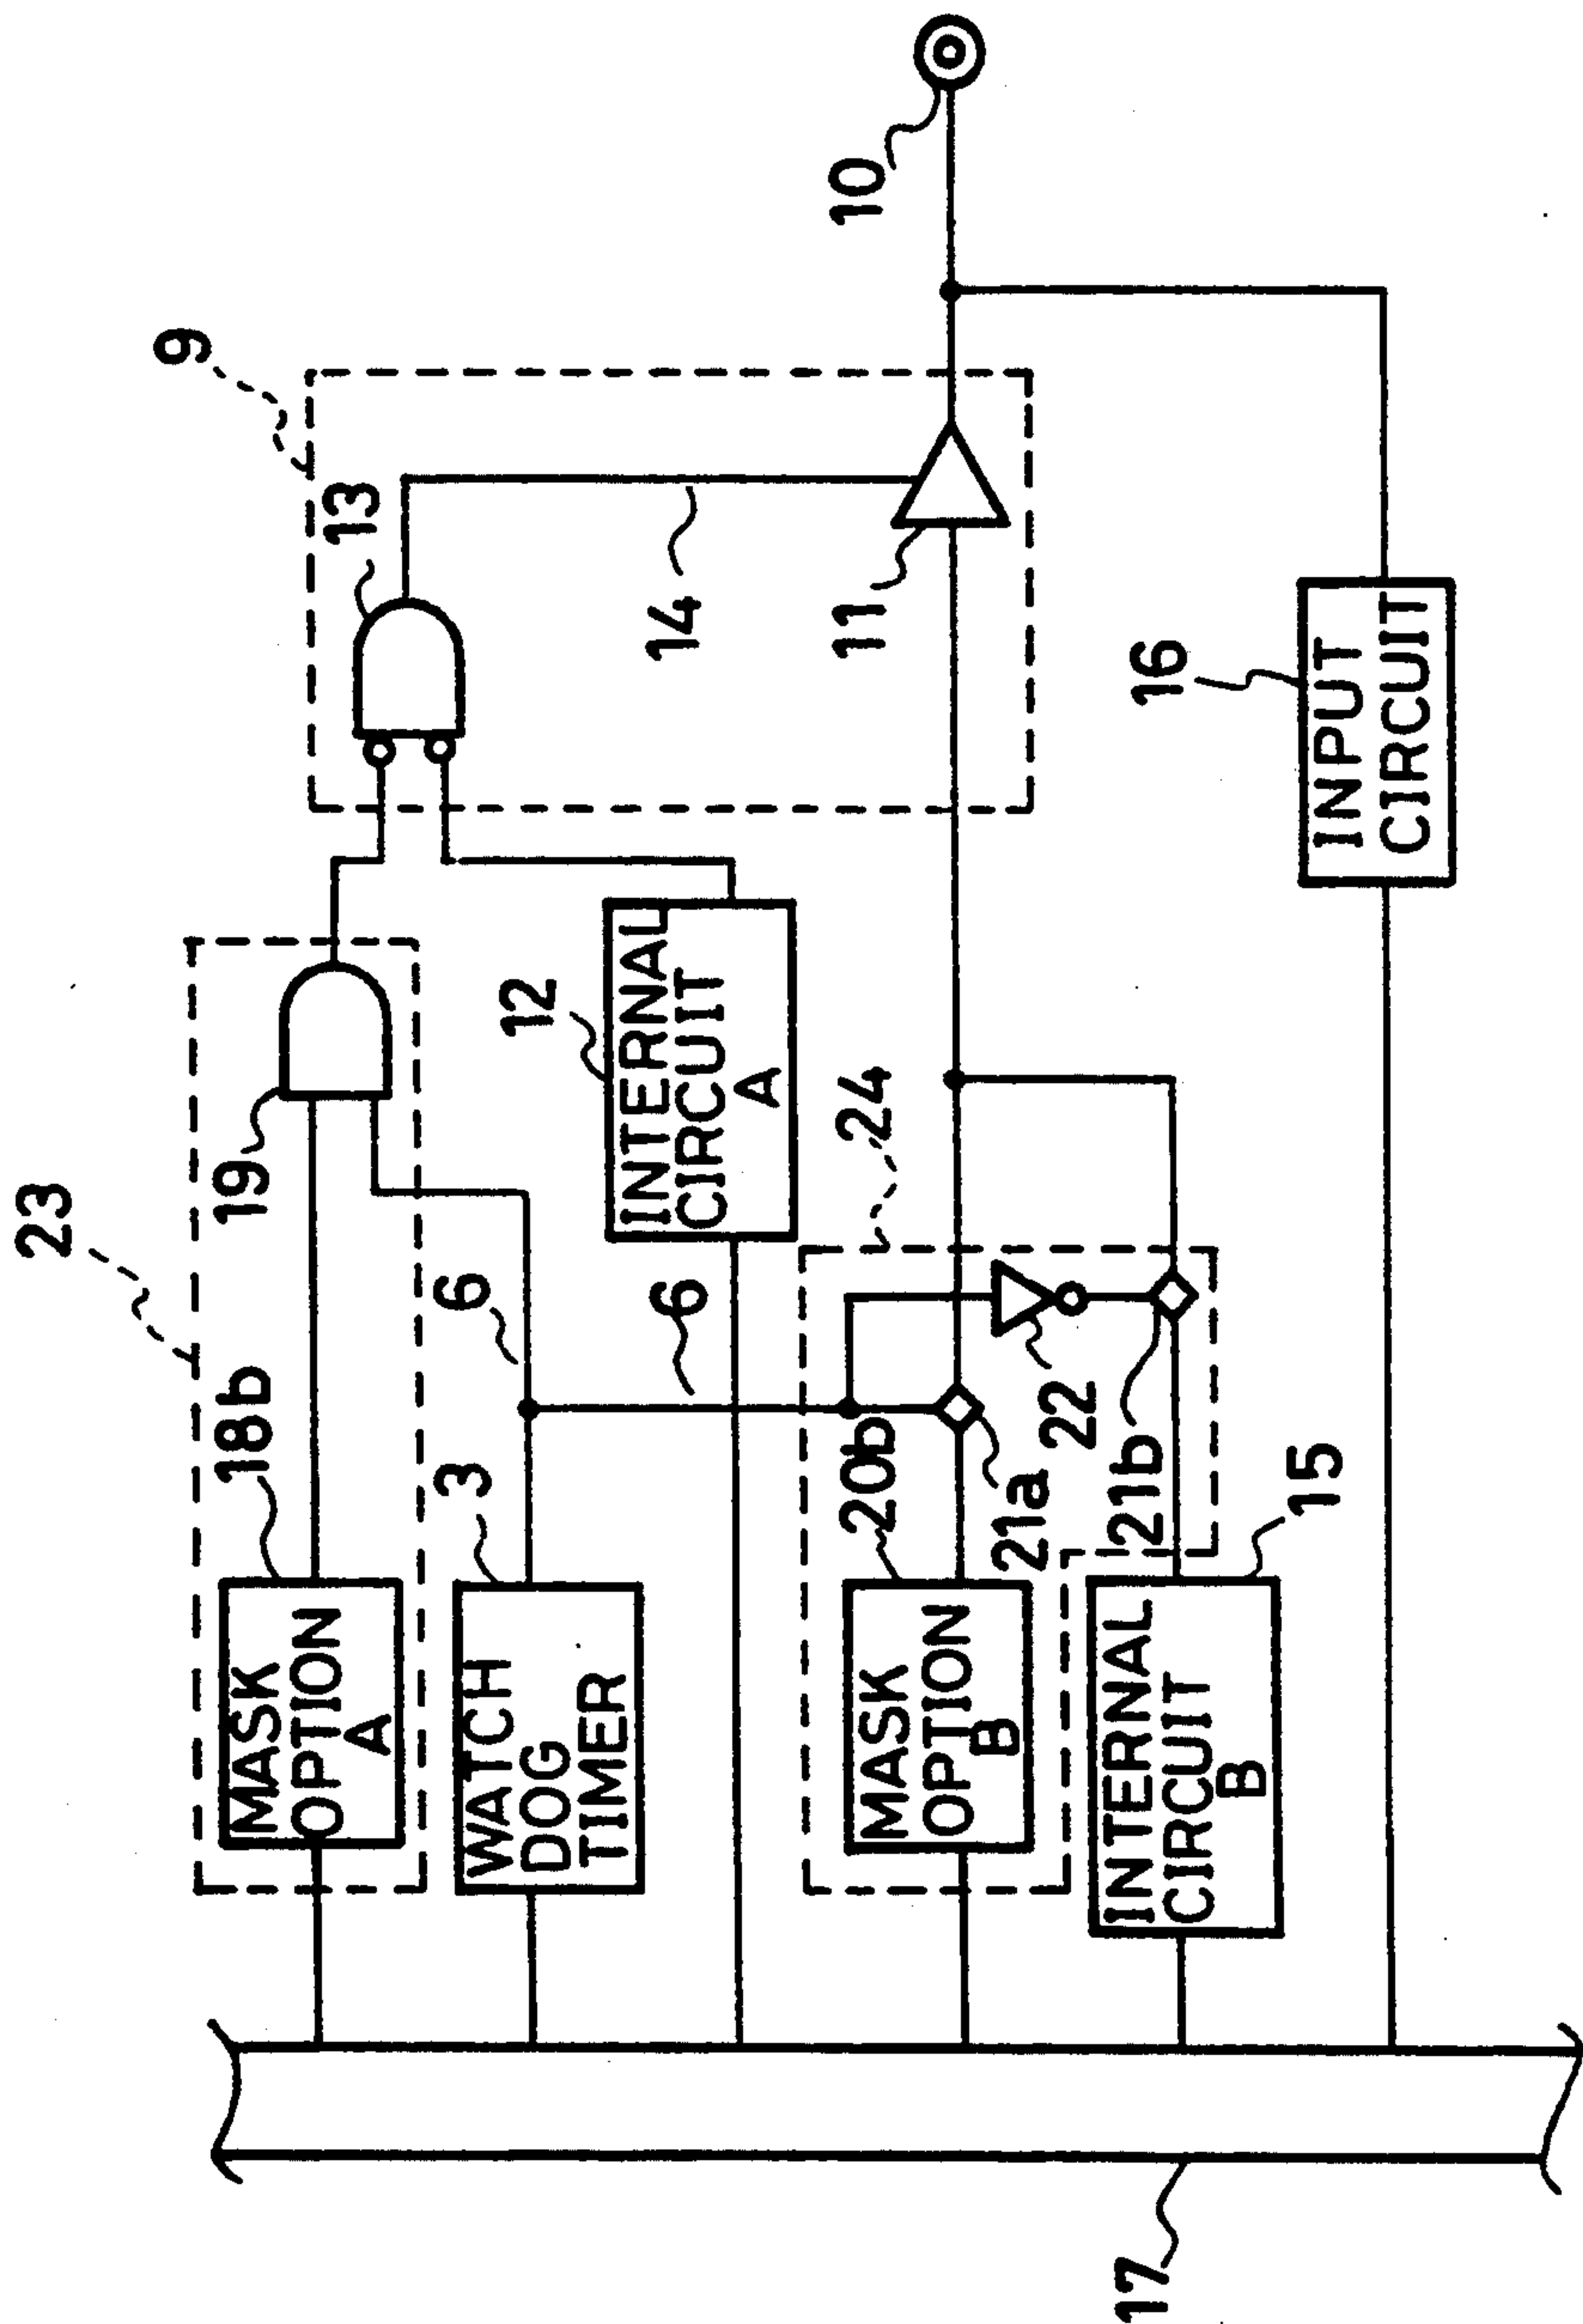 23
19
18b
MASK
OPTION
A
6
3
WATCH
DOG
TIMER
12
INTERNAL
CIRCUIT
A
6
9
13
14
11
10
24
20b
21a
22
21b
MASK
OPTION
B
15
INTERNAL
CIRCUIT
B
16
INPUT
CIRCUIT
17